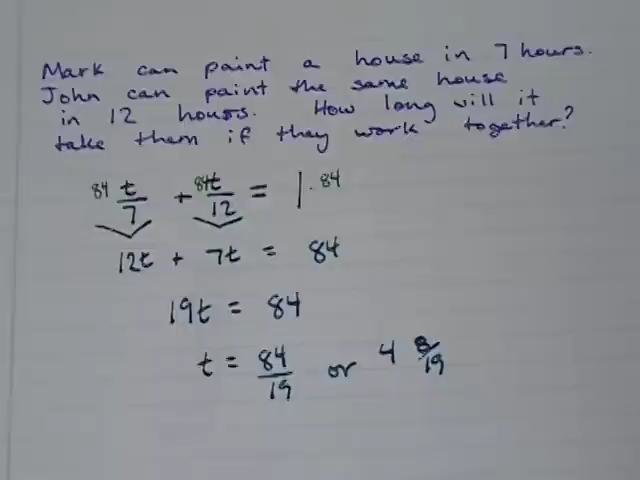 Mark can paint a house in 7 hours.
John can paint the same house
in 12 hours. How long will it
take them if they work together?
84 t/7 + 84 t/12 = 1 · 84
12t + 7t = 84
19t = 84
t = 84/19 or 4 8/19